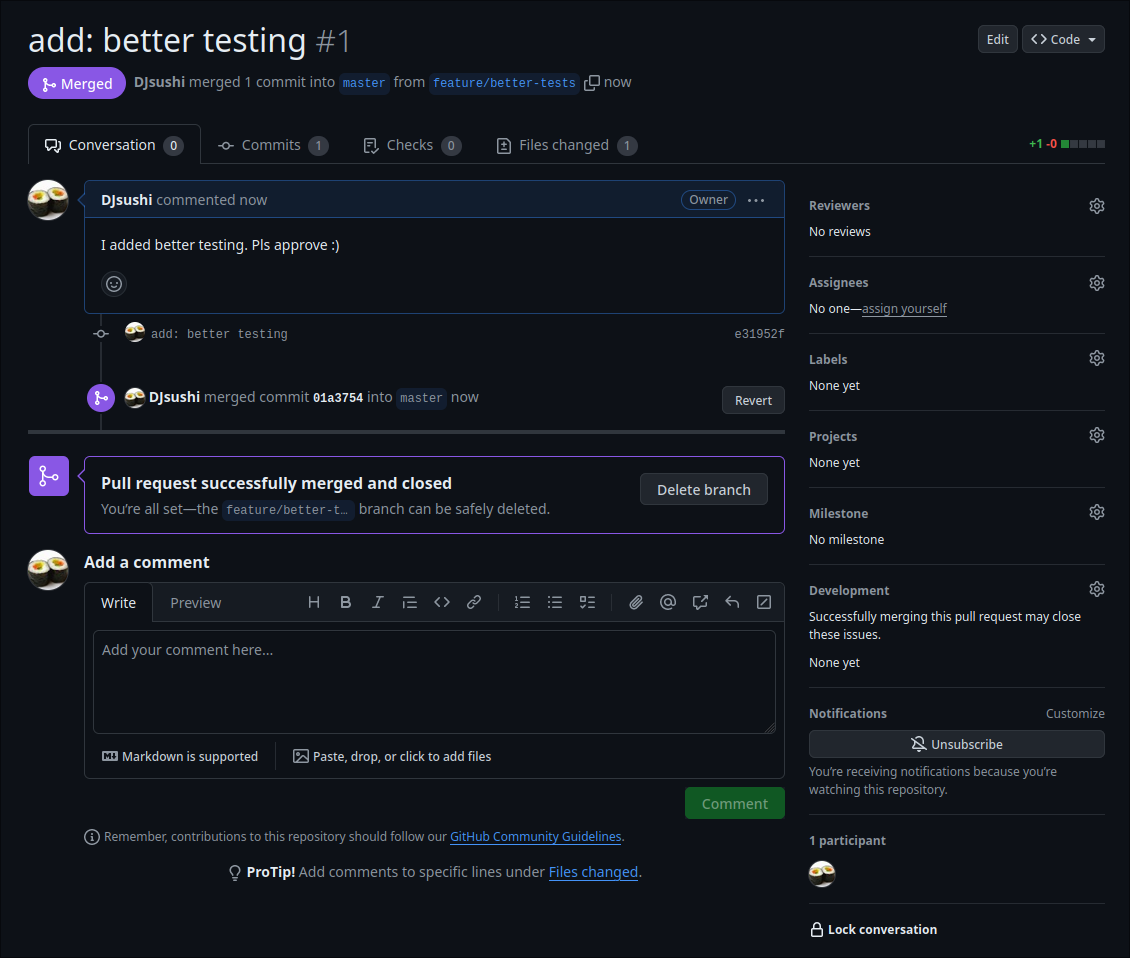 add: better testing #1
Edit
Code
Merged
DJsushi merged 1 commit into master from feature/better-tests now
Conversation 0
Commits 1
Checks 0
Files changed 1
+1 -0
DJsushi commented now
Owner
I added better testing. Pls approve :)
add: better testing
e31952f
DJsushi merged commit 01a3754 into master now
Revert
Pull request successfully merged and closed
You're all set—the feature/better-t… branch can be safely deleted.
Delete branch
Add a comment
Write
Preview
Add your comment here...
Markdown is supported
Paste, drop, or click to add files
Comment
Remember, contributions to this repository should follow our GitHub Community Guidelines.
ProTip! Add comments to specific lines under Files changed.
Reviewers
No reviews
Assignees
No one—assign yourself
Labels
None yet
Projects
None yet
Milestone
No milestone
Development
Successfully merging this pull request may close
these issues.
None yet
Notifications
Customize
Unsubscribe
You're receiving notifications because you're
watching this repository.
1 participant
Lock conversation